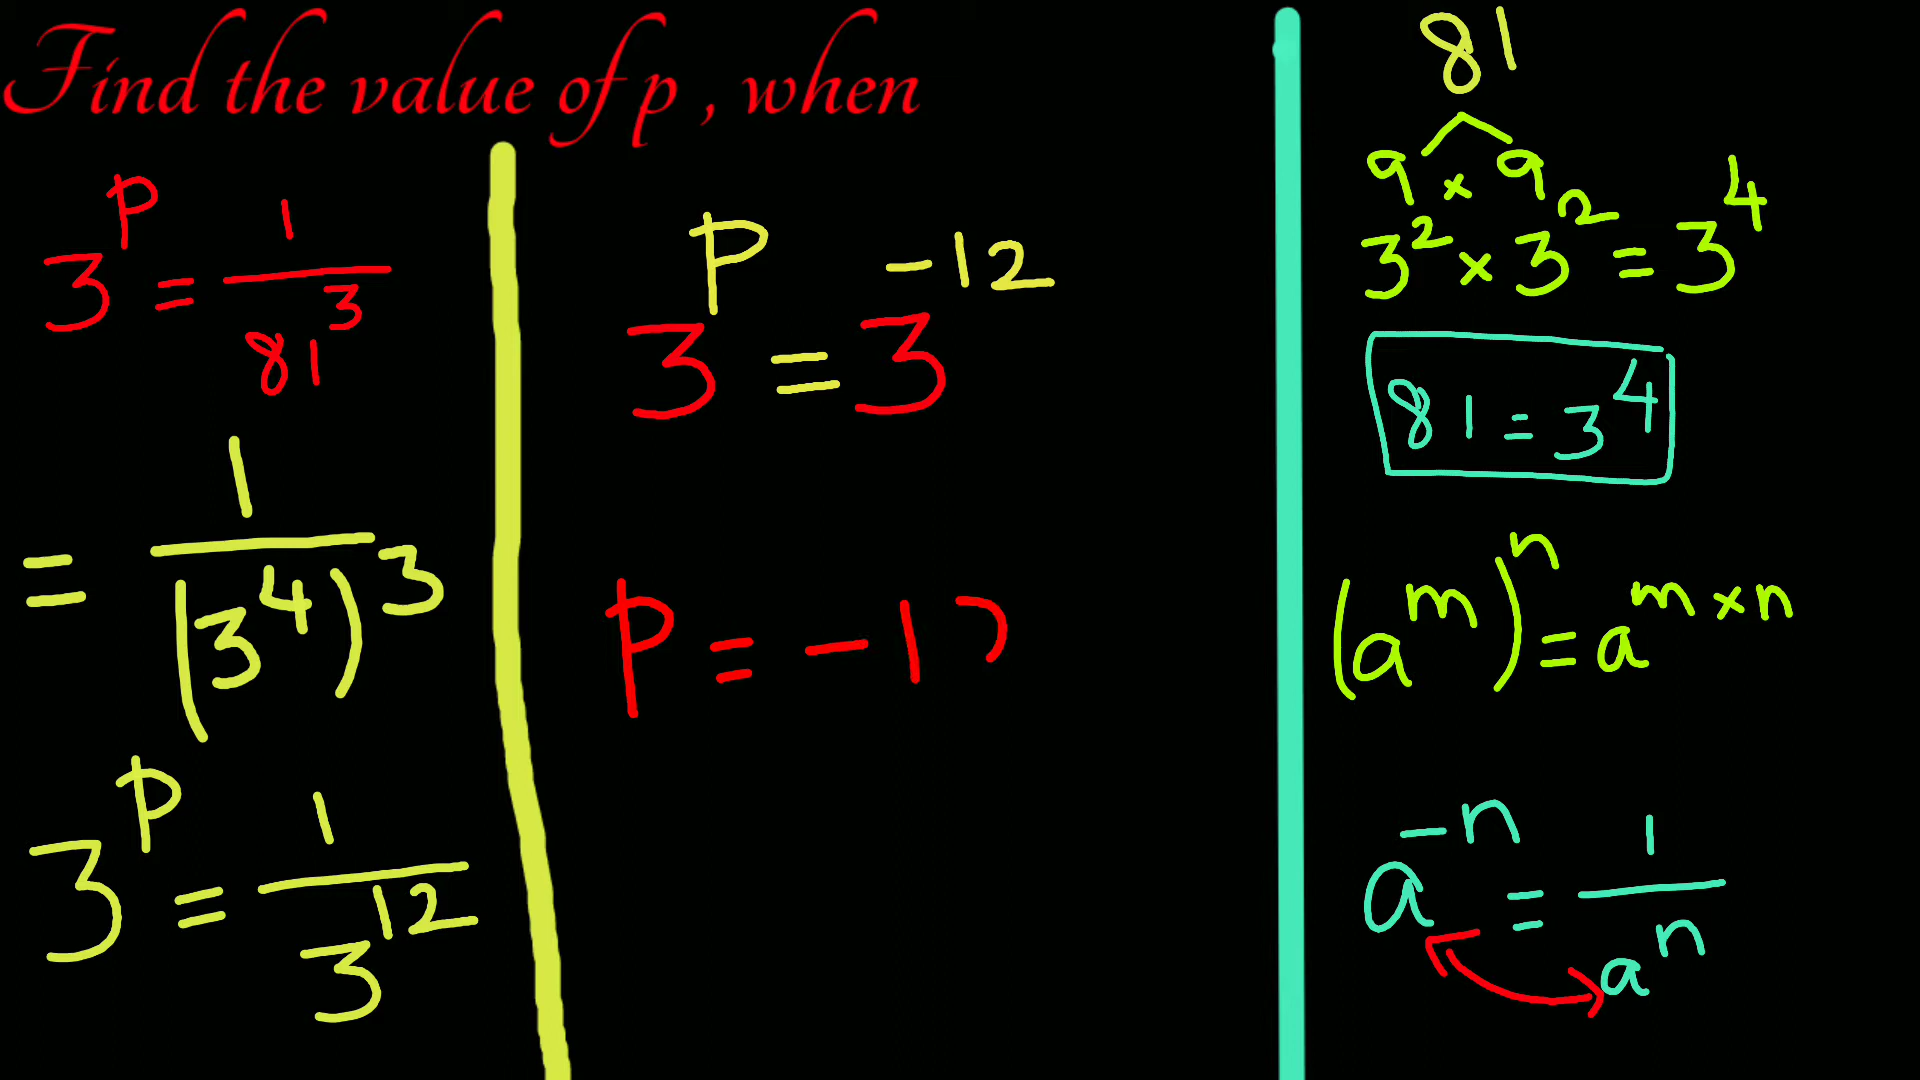 Find the value of p , when
3^p = 1/81^3
= 1/(3^4)^3
3^p = 1/3^12
3^p = 3^-12
81
9 × 9
3^2 × 3^2 = 3^4
81 = 3^4
(a^m)^n = a^m×n
a^-n = 1/a^n